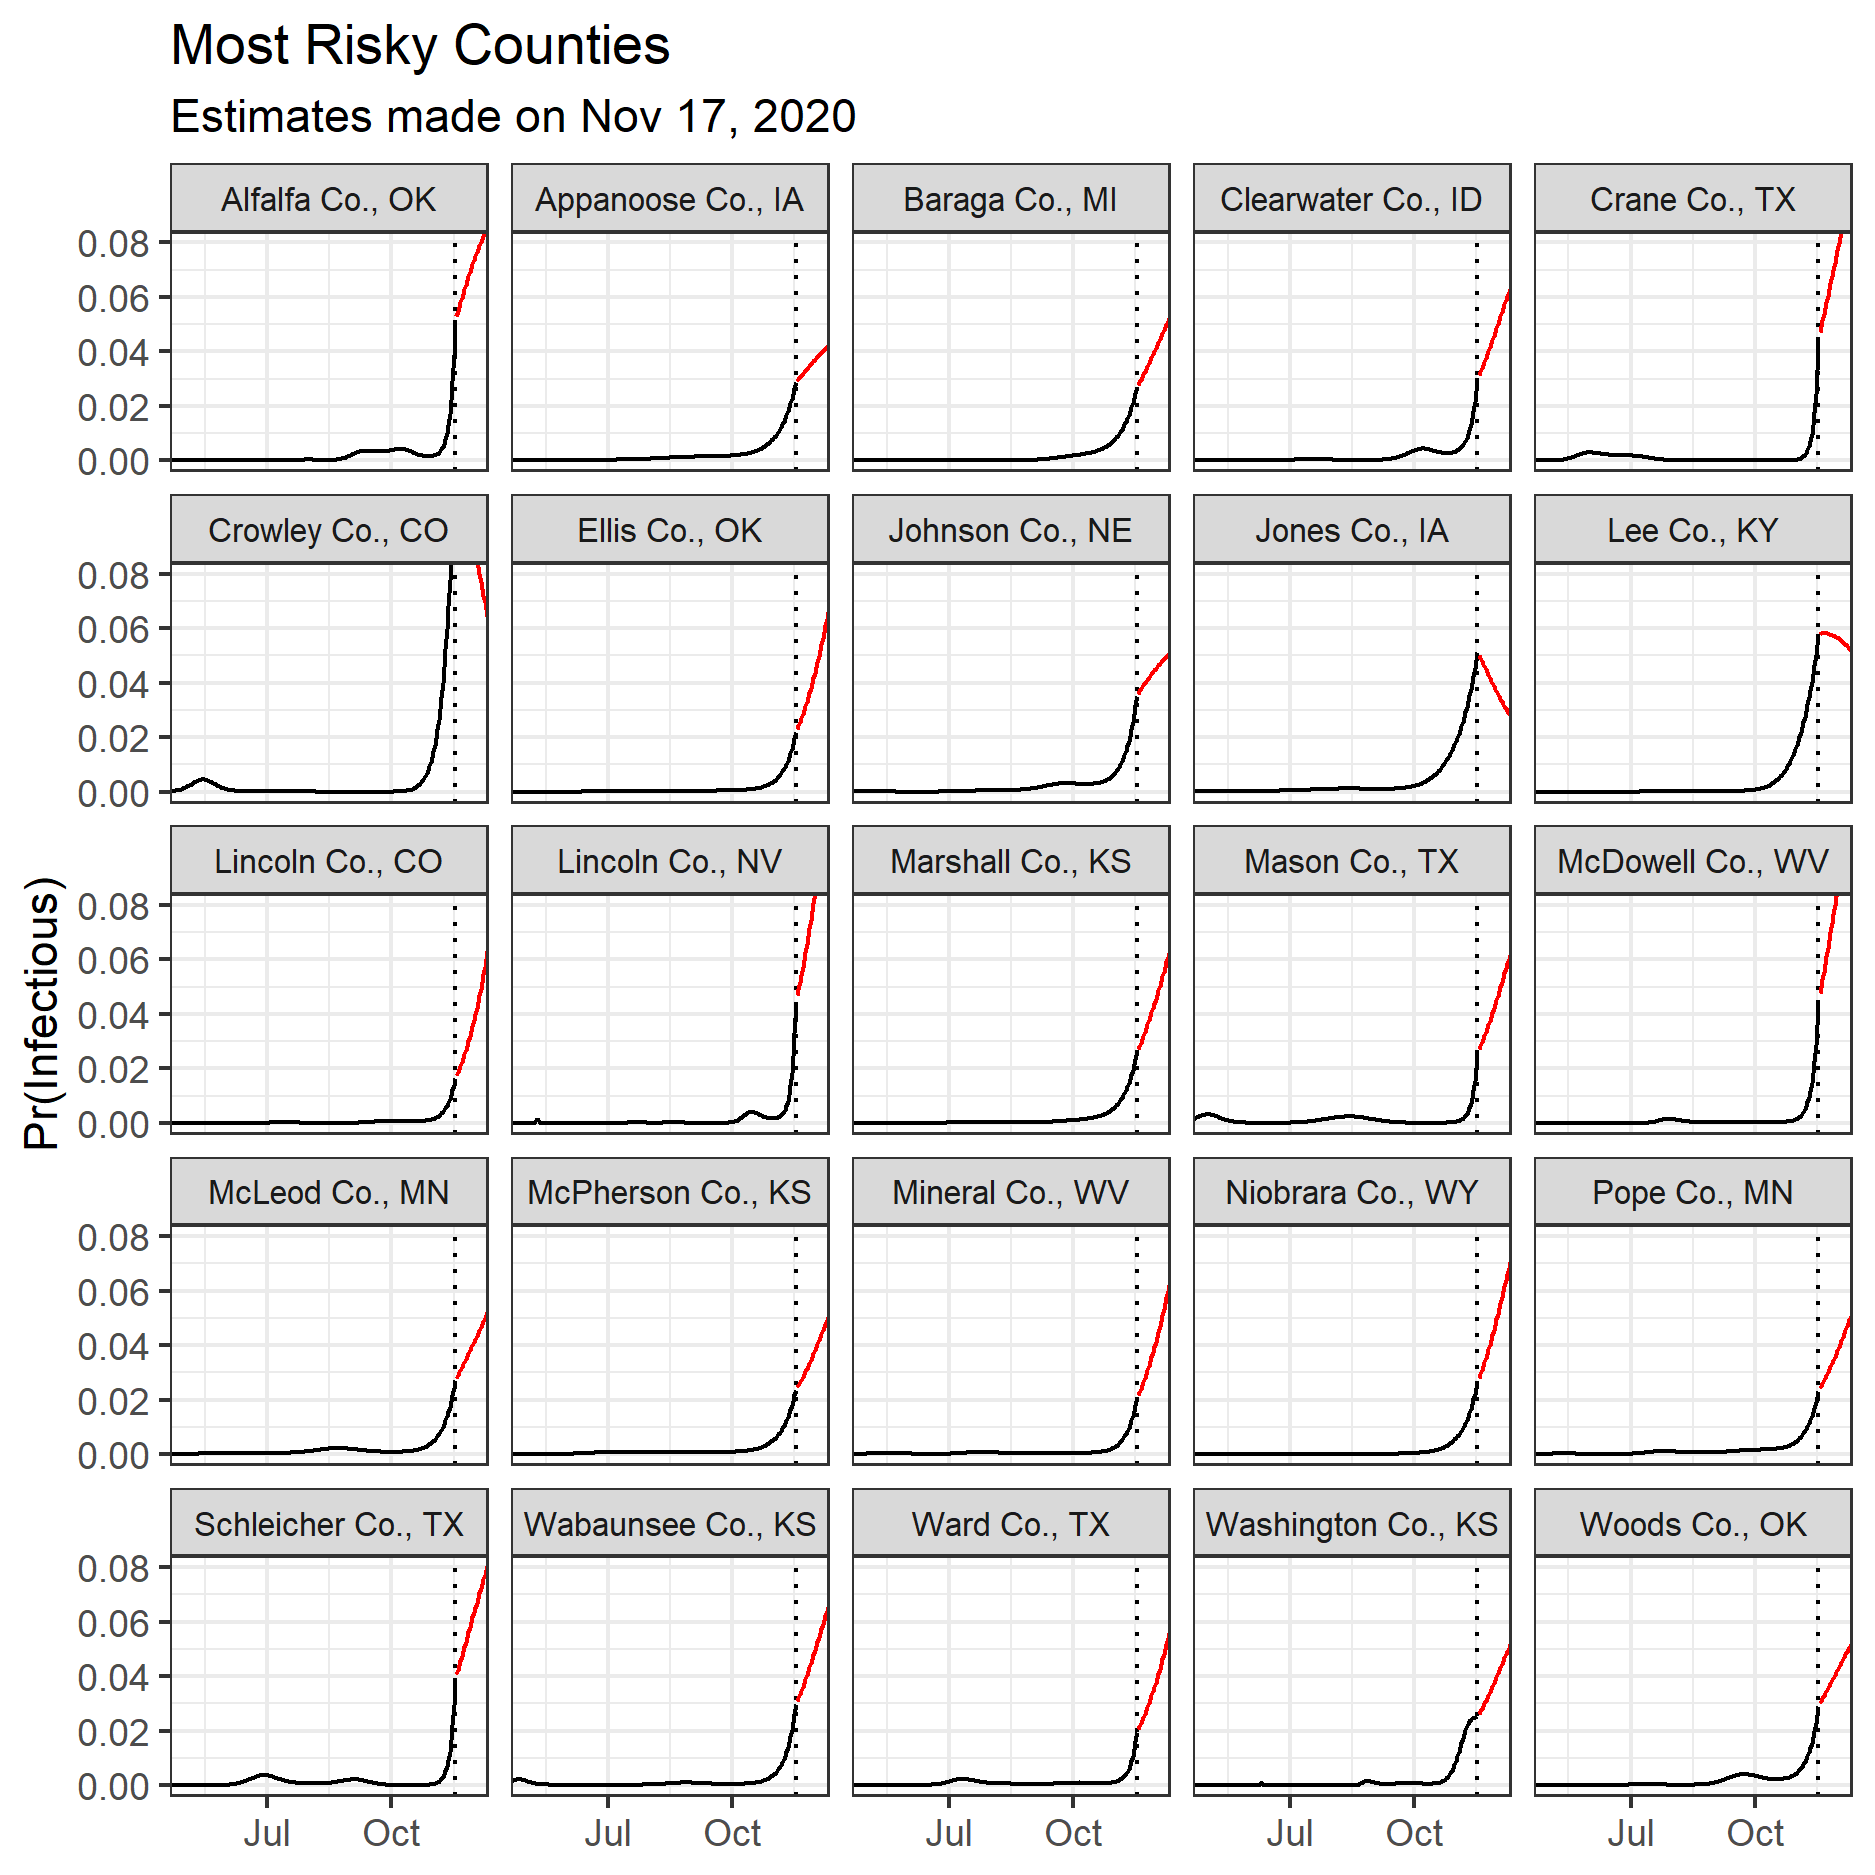 Most Risky Counties
Estimates made on Nov 17, 2020
Alfalfa Co., OK
Appanoose Co., IA
Baraga Co., MI
Clearwater Co., ID
Crane Co., TX
0.08
0.06
0.04
0.02
0.00
Crowley Co., CO
Ellis Co., OK
Johnson Co., NE
Jones Co., IA
Lee Co., KY
0.08
0.06
0.04
0.02
0.00
Lincoln Co., CO
Lincoln Co., NV
Marshall Co., KS
Mason Co., TX
McDowell Co., WV
Pr(Infectious)
0.08
0.06
0.04
0.02
0.00
McLeod Co., MN
McPherson Co., KS
Mineral Co., WV
Niobrara Co., WY
Pope Co., MN
0.08
0.06
0.04
0.02
0.00
Schleicher Co., TX
Wabaunsee Co., KS
Ward Co., TX
Washington Co., KS
Woods Co., OK
0.08
0.06
0.04
0.02
0.00
Jul Oct
Jul Oct
Jul Oct
Jul Oct
Jul Oct